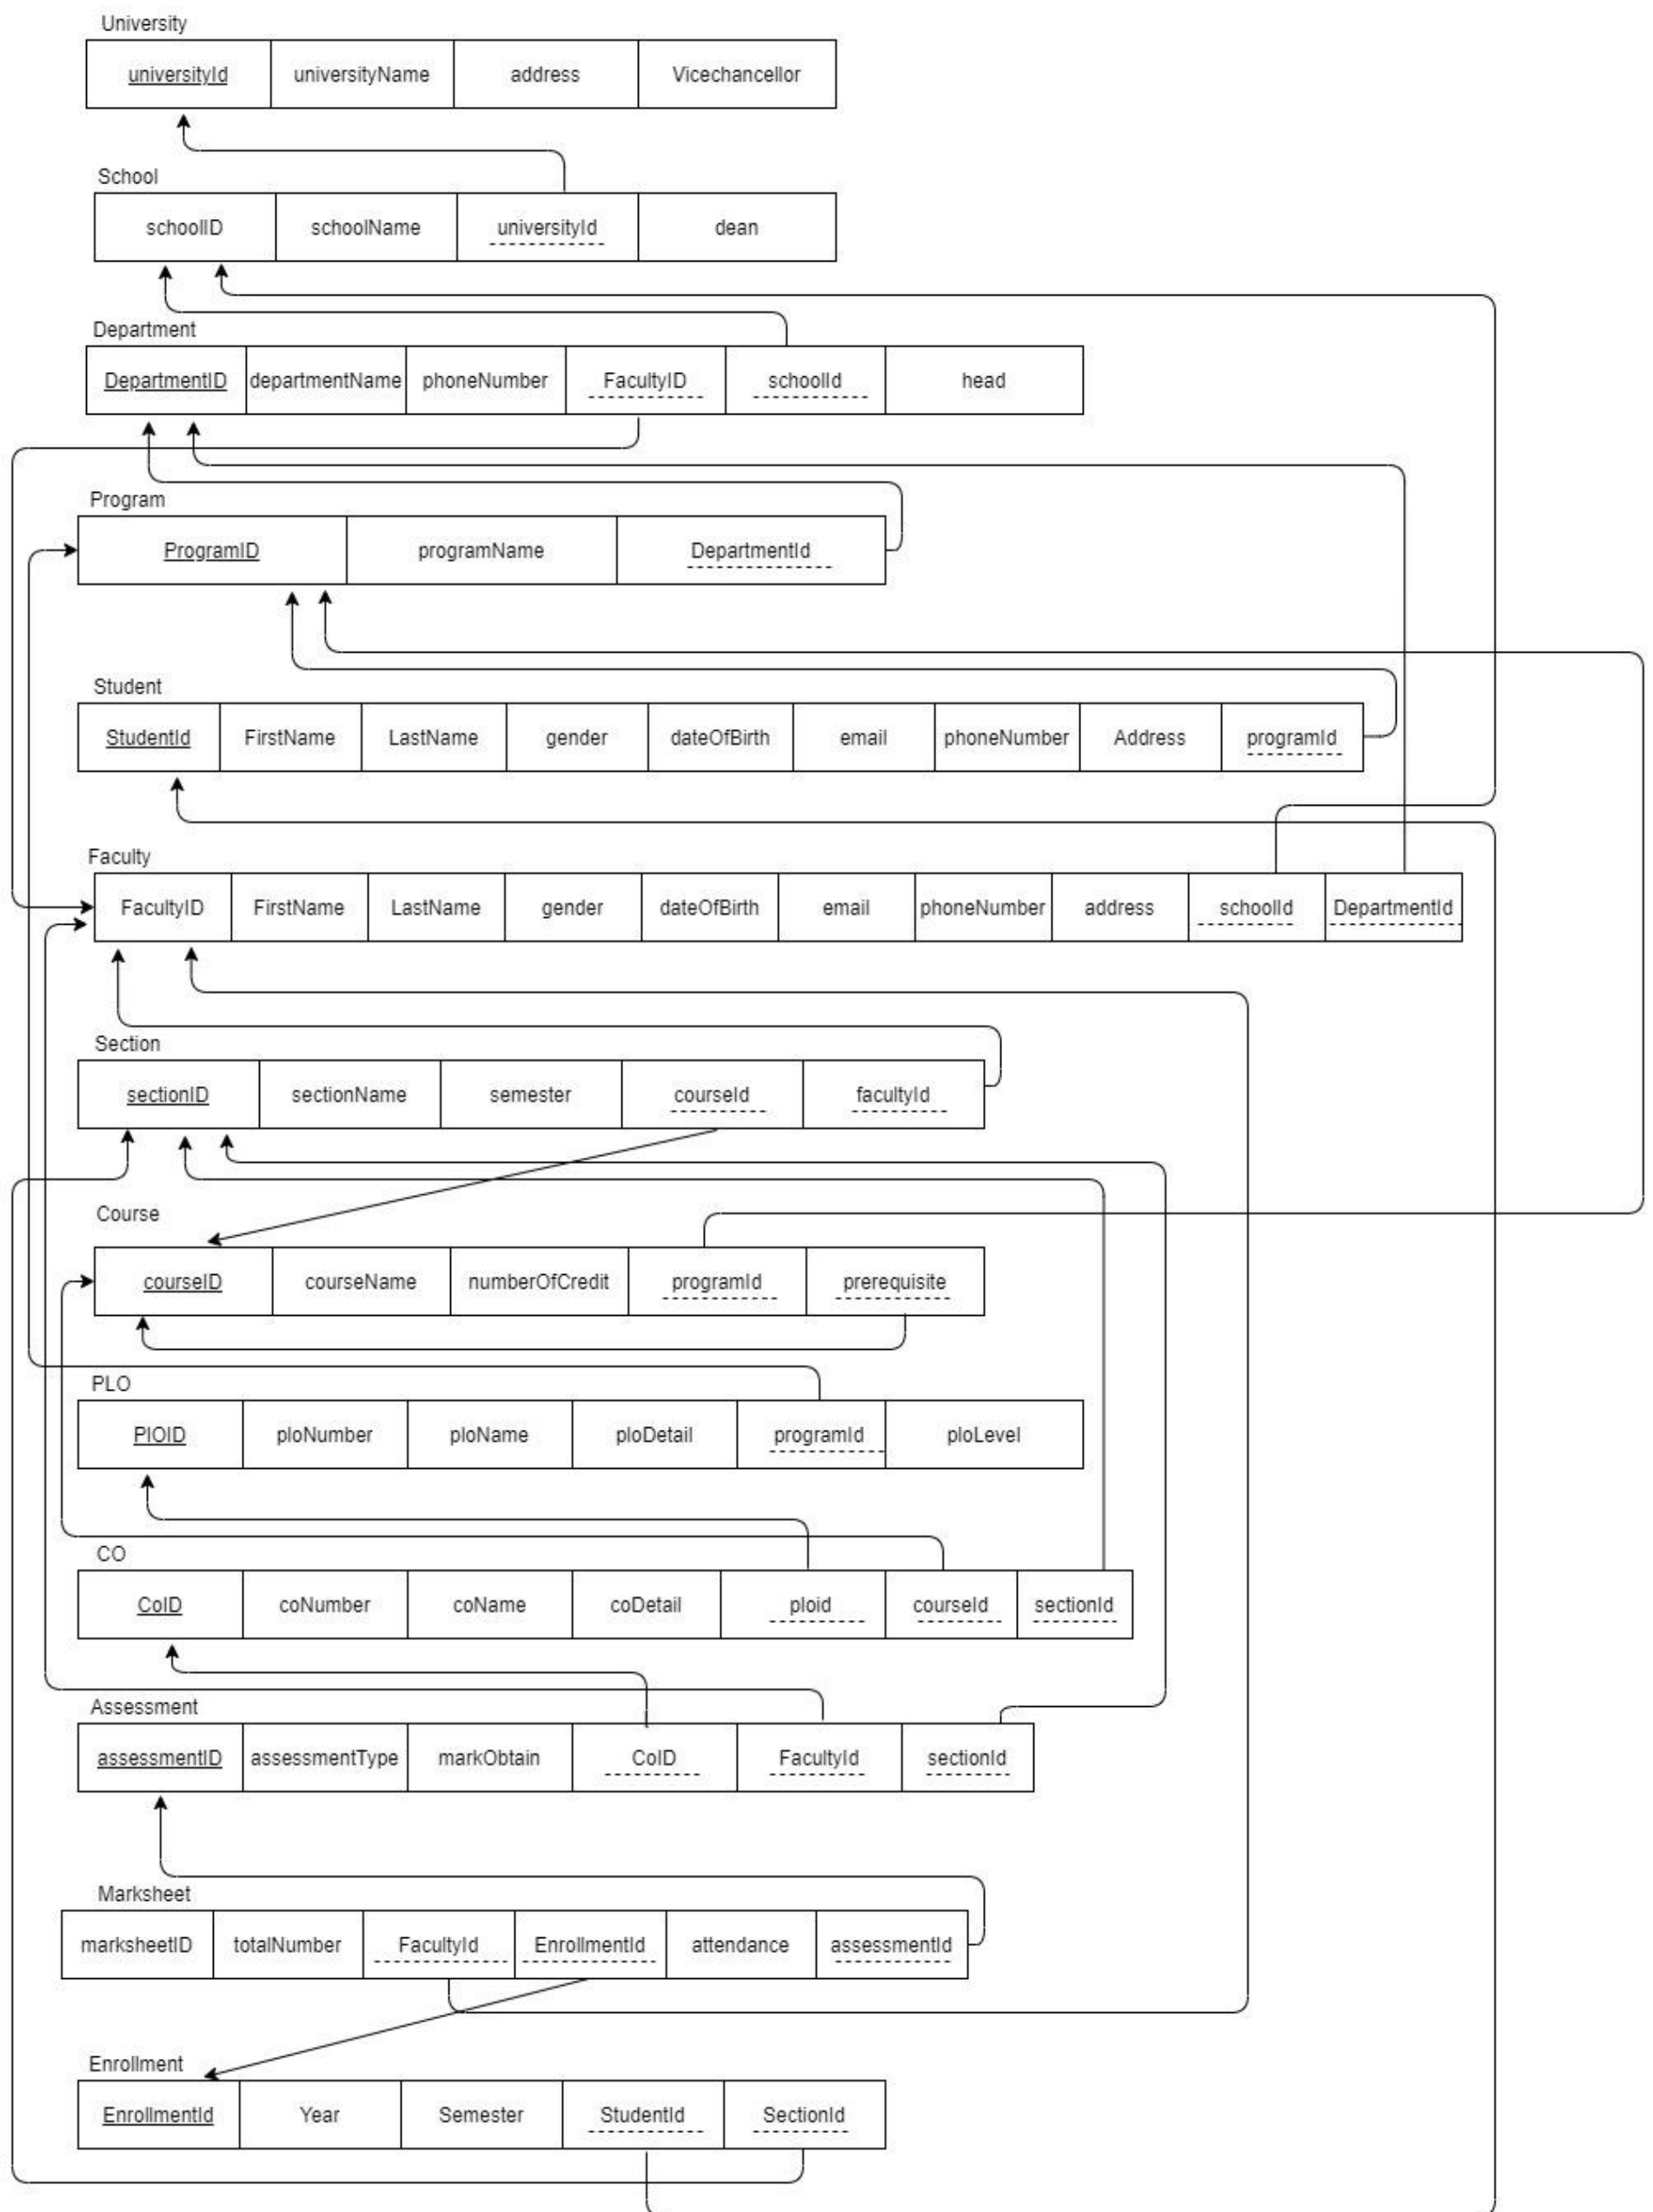 University
universityId universityName address Vicechancellor
School
schoolID schoolName universityId dean
Department
DepartmentID departmentName phoneNumber FacultyID schoolId head
Program
ProgramID programName DepartmentId
Student
StudentId FirstName LastName gender dateOfBirth email phoneNumber Address programId
Faculty
FacultyID FirstName LastName gender dateOfBirth email phoneNumber address schoolId DepartmentId
Section
sectionID sectionName semester courseId facultyId
Course
courseID courseName numberOfCredit programId prerequisite
PLO
PlOID ploNumber ploName ploDetail programId ploLevel
CO
CoID coNumber coName coDetail ploid courseId sectionId
Assessment
assessmentID assessmentType markObtain CoID FacultyId sectionId
Marksheet
marksheetID totalNumber FacultyId EnrollmentId attendance assessmentId
Enrollment
EnrollmentId Year Semester StudentId SectionId